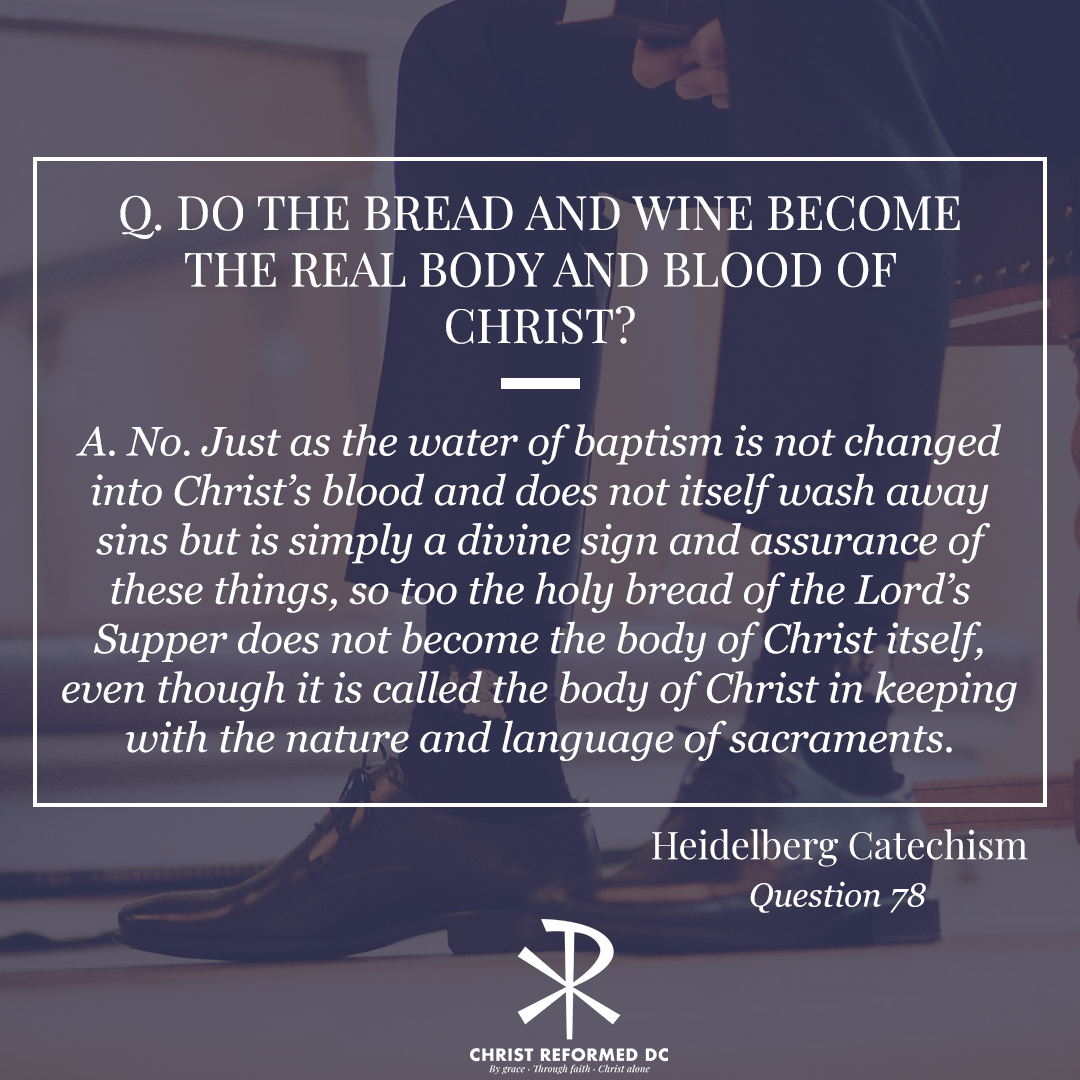 Q. DO THE BREAD AND WINE BECOME
THE REAL BODY AND BLOOD OF
CHRIST?
A. No. Just as the water of baptism is not changed
into Christ’s blood and does not itself wash away
sins but is simply a divine sign and assurance of
these things, so too the holy bread of the Lord’s
Supper does not become the body of Christ itself,
even though it is called the body of Christ in keeping
with the nature and language of sacraments.
Heidelberg Catechism
Question 78
CHRIST REFORMED DC
By grace · Through faith · Christ alone